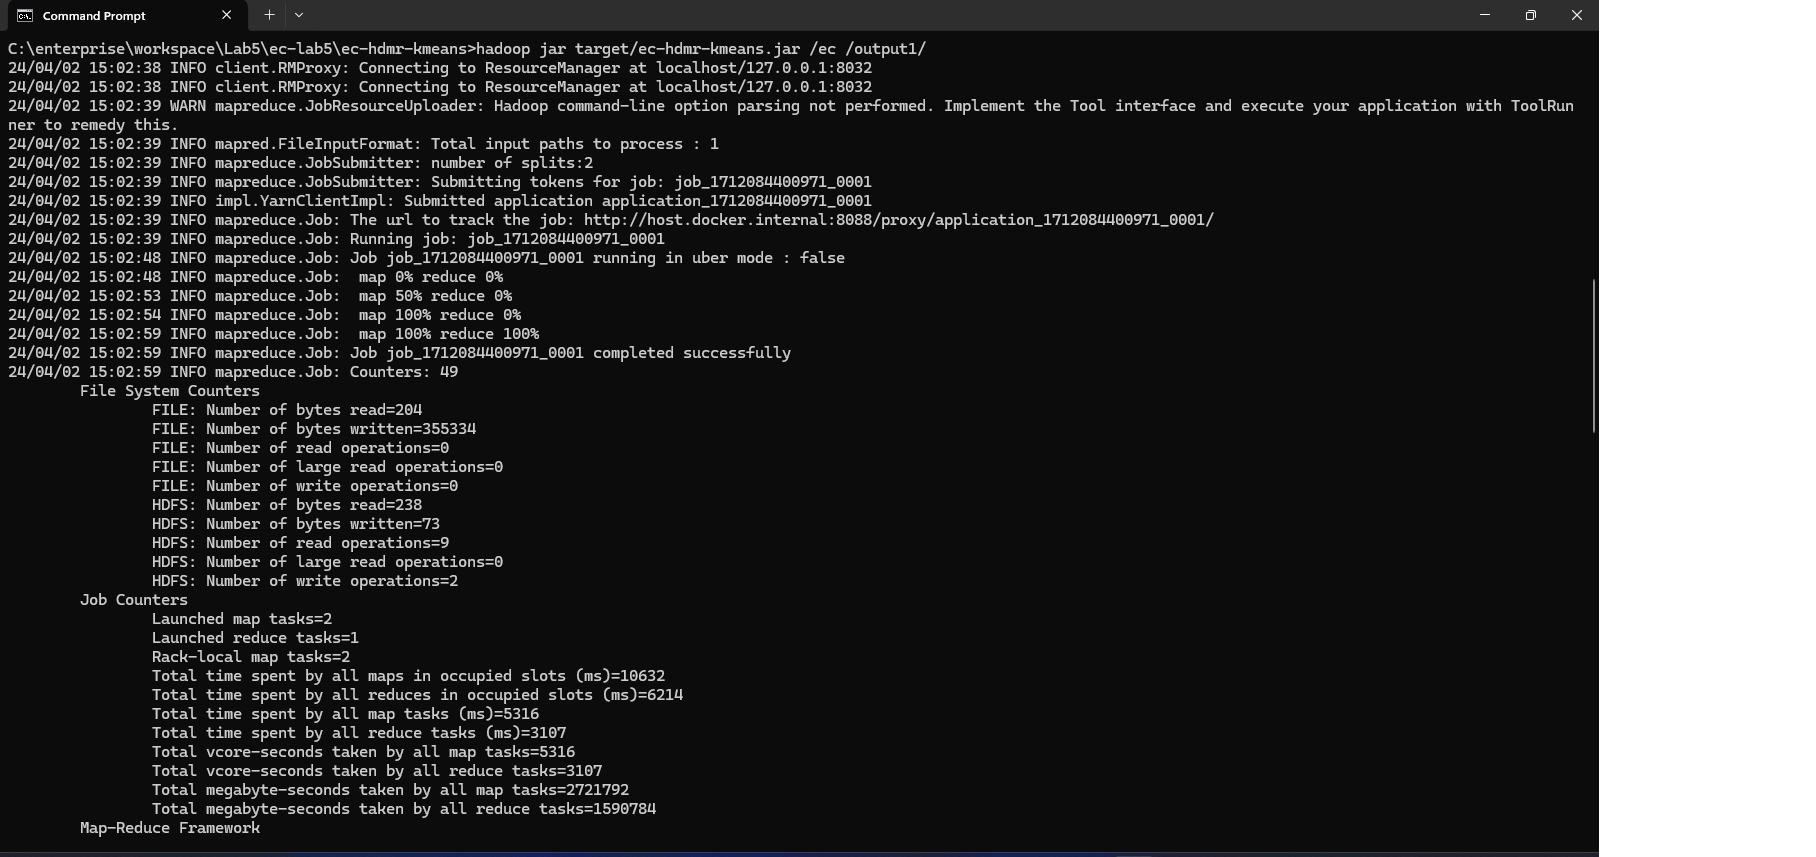 Command Prompt
C:\enterprise\workspace\Lab5\ec-lab5\ec-hdmr-kmeans>hadoop jar target/ec-hdmr-kmeans.jar /ec /output1/
24/04/02 15:02:38 INFO client.RMProxy: Connecting to ResourceManager at localhost/127.0.0.1:8032
24/04/02 15:02:38 INFO client.RMProxy: Connecting to ResourceManager at localhost/127.0.0.1:8032
24/04/02 15:02:39 WARN mapreduce.JobResourceUploader: Hadoop command-line option parsing not performed. Implement the Tool interface and execute your application with ToolRun
ner to remedy this.
24/04/02 15:02:39 INFO mapred.FileInputFormat: Total input paths to process : 1
24/04/02 15:02:39 INFO mapreduce.JobSubmitter: number of splits:2
24/04/02 15:02:39 INFO mapreduce.JobSubmitter: Submitting tokens for job: job_1712084400971_0001
24/04/02 15:02:39 INFO impl.YarnClientImpl: Submitted application application_1712084400971_0001
24/04/02 15:02:39 INFO mapreduce.Job: The url to track the job: http://host.docker.internal:8088/proxy/application_1712084400971_0001/
24/04/02 15:02:39 INFO mapreduce.Job: Running job: job_1712084400971_0001
24/04/02 15:02:48 INFO mapreduce.Job: Job job_1712084400971_0001 running in uber mode : false
24/04/02 15:02:48 INFO mapreduce.Job:  map 0% reduce 0%
24/04/02 15:02:53 INFO mapreduce.Job:  map 50% reduce 0%
24/04/02 15:02:54 INFO mapreduce.Job:  map 100% reduce 0%
24/04/02 15:02:59 INFO mapreduce.Job:  map 100% reduce 100%
24/04/02 15:02:59 INFO mapreduce.Job: Job job_1712084400971_0001 completed successfully
24/04/02 15:02:59 INFO mapreduce.Job: Counters: 49
File System Counters
FILE: Number of bytes read=204
FILE: Number of bytes written=355334
FILE: Number of read operations=0
FILE: Number of large read operations=0
FILE: Number of write operations=0
HDFS: Number of bytes read=238
HDFS: Number of bytes written=73
HDFS: Number of read operations=9
HDFS: Number of large read operations=0
HDFS: Number of write operations=2
Job Counters
Launched map tasks=2
Launched reduce tasks=1
Rack-local map tasks=2
Total time spent by all maps in occupied slots (ms)=10632
Total time spent by all reduces in occupied slots (ms)=6214
Total time spent by all map tasks (ms)=5316
Total time spent by all reduce tasks (ms)=3107
Total vcore-seconds taken by all map tasks=5316
Total vcore-seconds taken by all reduce tasks=3107
Total megabyte-seconds taken by all map tasks=2721792
Total megabyte-seconds taken by all reduce tasks=1590784
Map-Reduce Framework